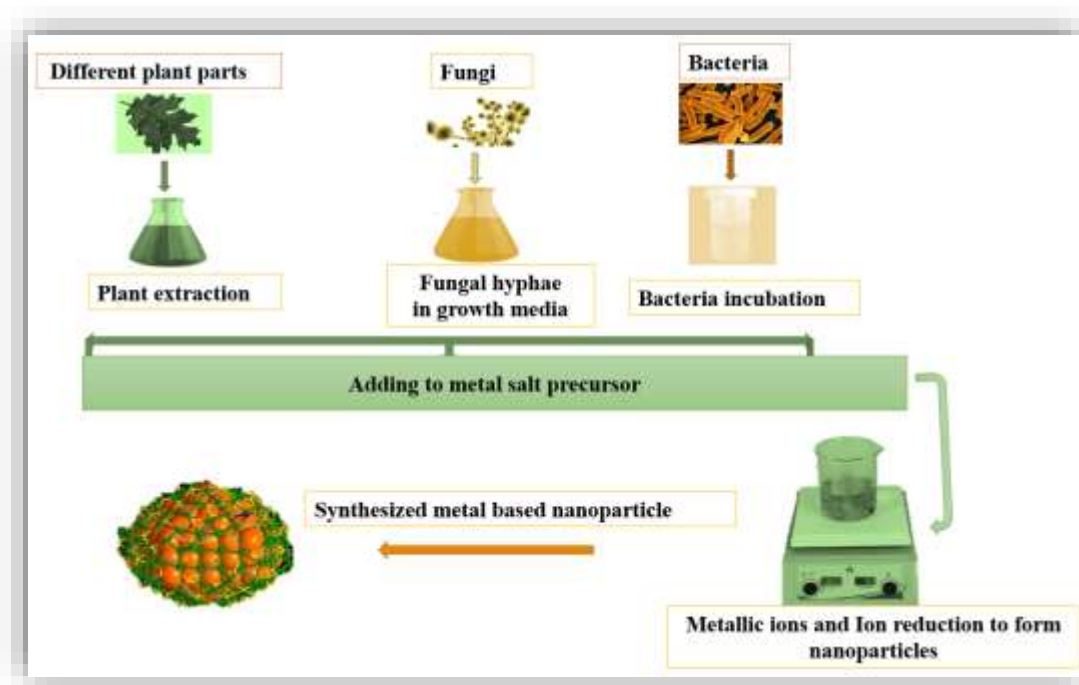 Different plant parts
Fungi
Bacteria
Plant extraction
Fungal hyphae
in growth media
Bacteria incubation
Adding to metal salt precursor
Synthesized metal based nanoparticle
Metallic ions and Ion reduction to form
nanoparticles